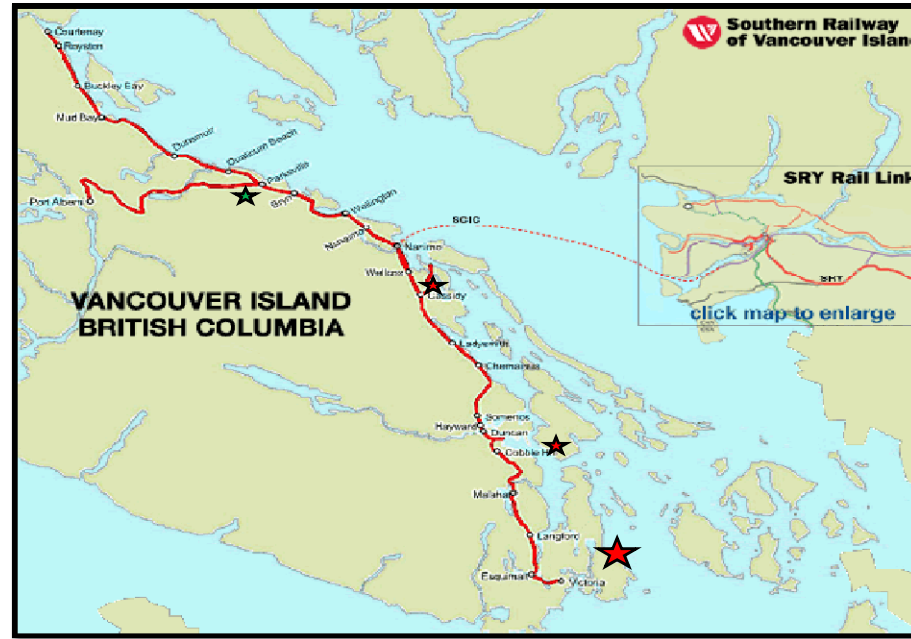 Southern Railway
of Vancouver Island
Courtenay
Royston
Buckley Bay
Mud Bay
Dunsmuir
Qualicum Beach
Parksville
Port Alberni
Wellington
SCIC
SRY Rail Link
Wellcox
Cassidy
SRY
click map to enlarge
VANCOUVER ISLAND
BRITISH COLUMBIA
Ladysmith
Chemainus
Somenos
Hayward
Duncan
Cobble Hill
Malahat
Langford
Esquimalt
Victoria